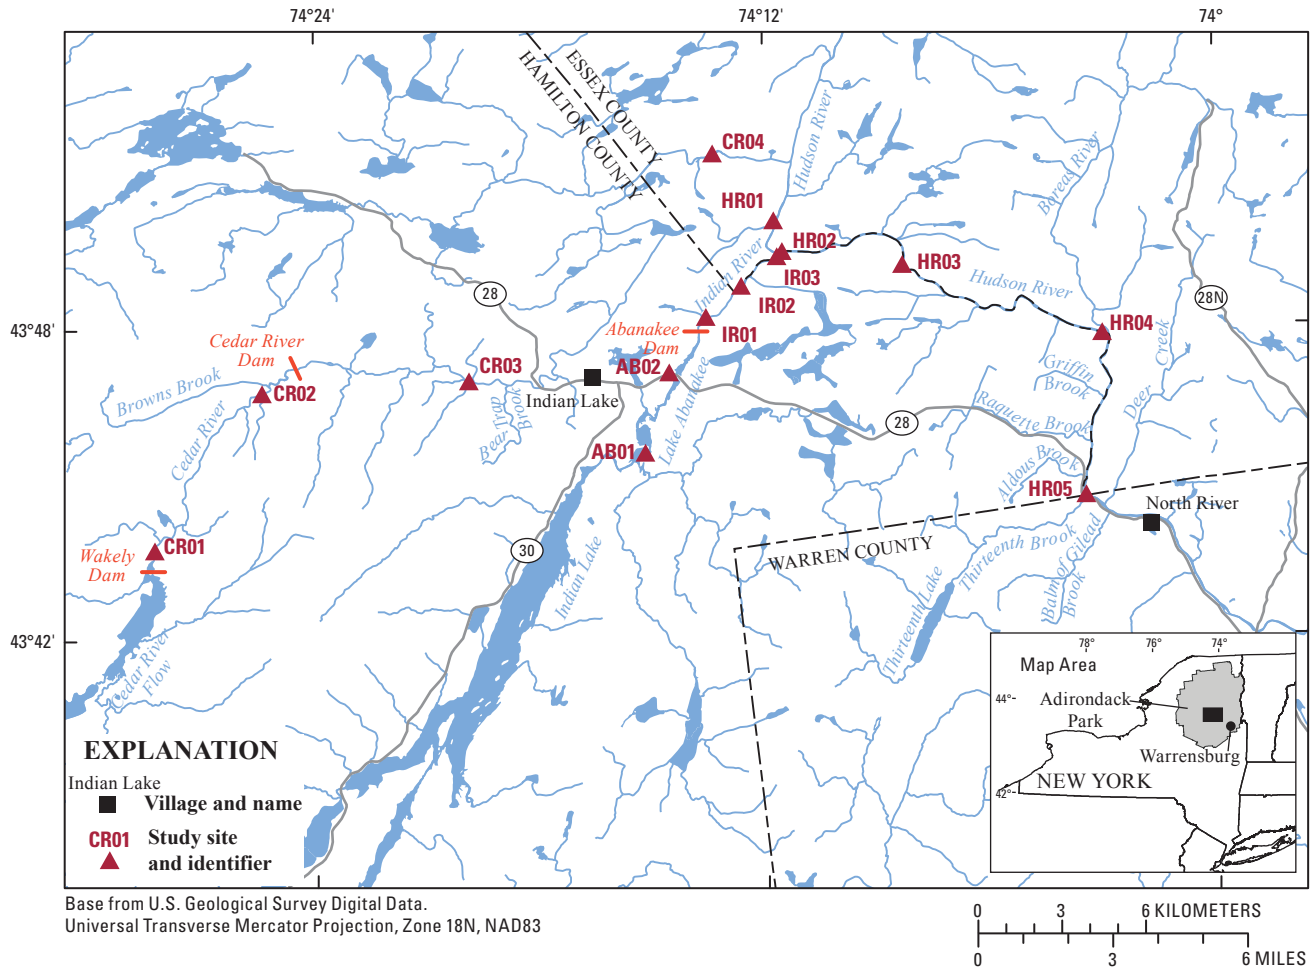 74°24'
74°12'
74°
ESSEX COUNTY
HAMILTON COUNTY
Hudson River
Boreas River
CR04
HR01
HR02
HR03
Indian River
IR03
Hudson River
IR02
28
28N
43°48'
Abanakee
Dam
IR01
HR04
Cedar River
Dam
Creek
CR03
AB02
Griffin
Brook
Browns Brook
CR02
Indian Lake
Bear Trap
Brook
Lake Abanakee
Deer
Raquette Brook
28
Cedar River
AB01
Aldous Brook
HR05
North River
CR01
Wakely
Dam
30
Indian Lake
WARREN COUNTY
Thirteenth Brook
Balm of Gilead
Brook
Thirteenth Lake
43°42'
Cedar River
Flow
78°
76°
74°
Map Area
44°
Adirondack
Park
Warrensburg
NEW YORK
42°
EXPLANATION
Indian Lake
Village and name
CR01
Study site
and identifier
Base from U.S. Geological Survey Digital Data.
Universal Transverse Mercator Projection, Zone 18N, NAD83
0 3 6 KILOMETERS
0 3 6 MILES